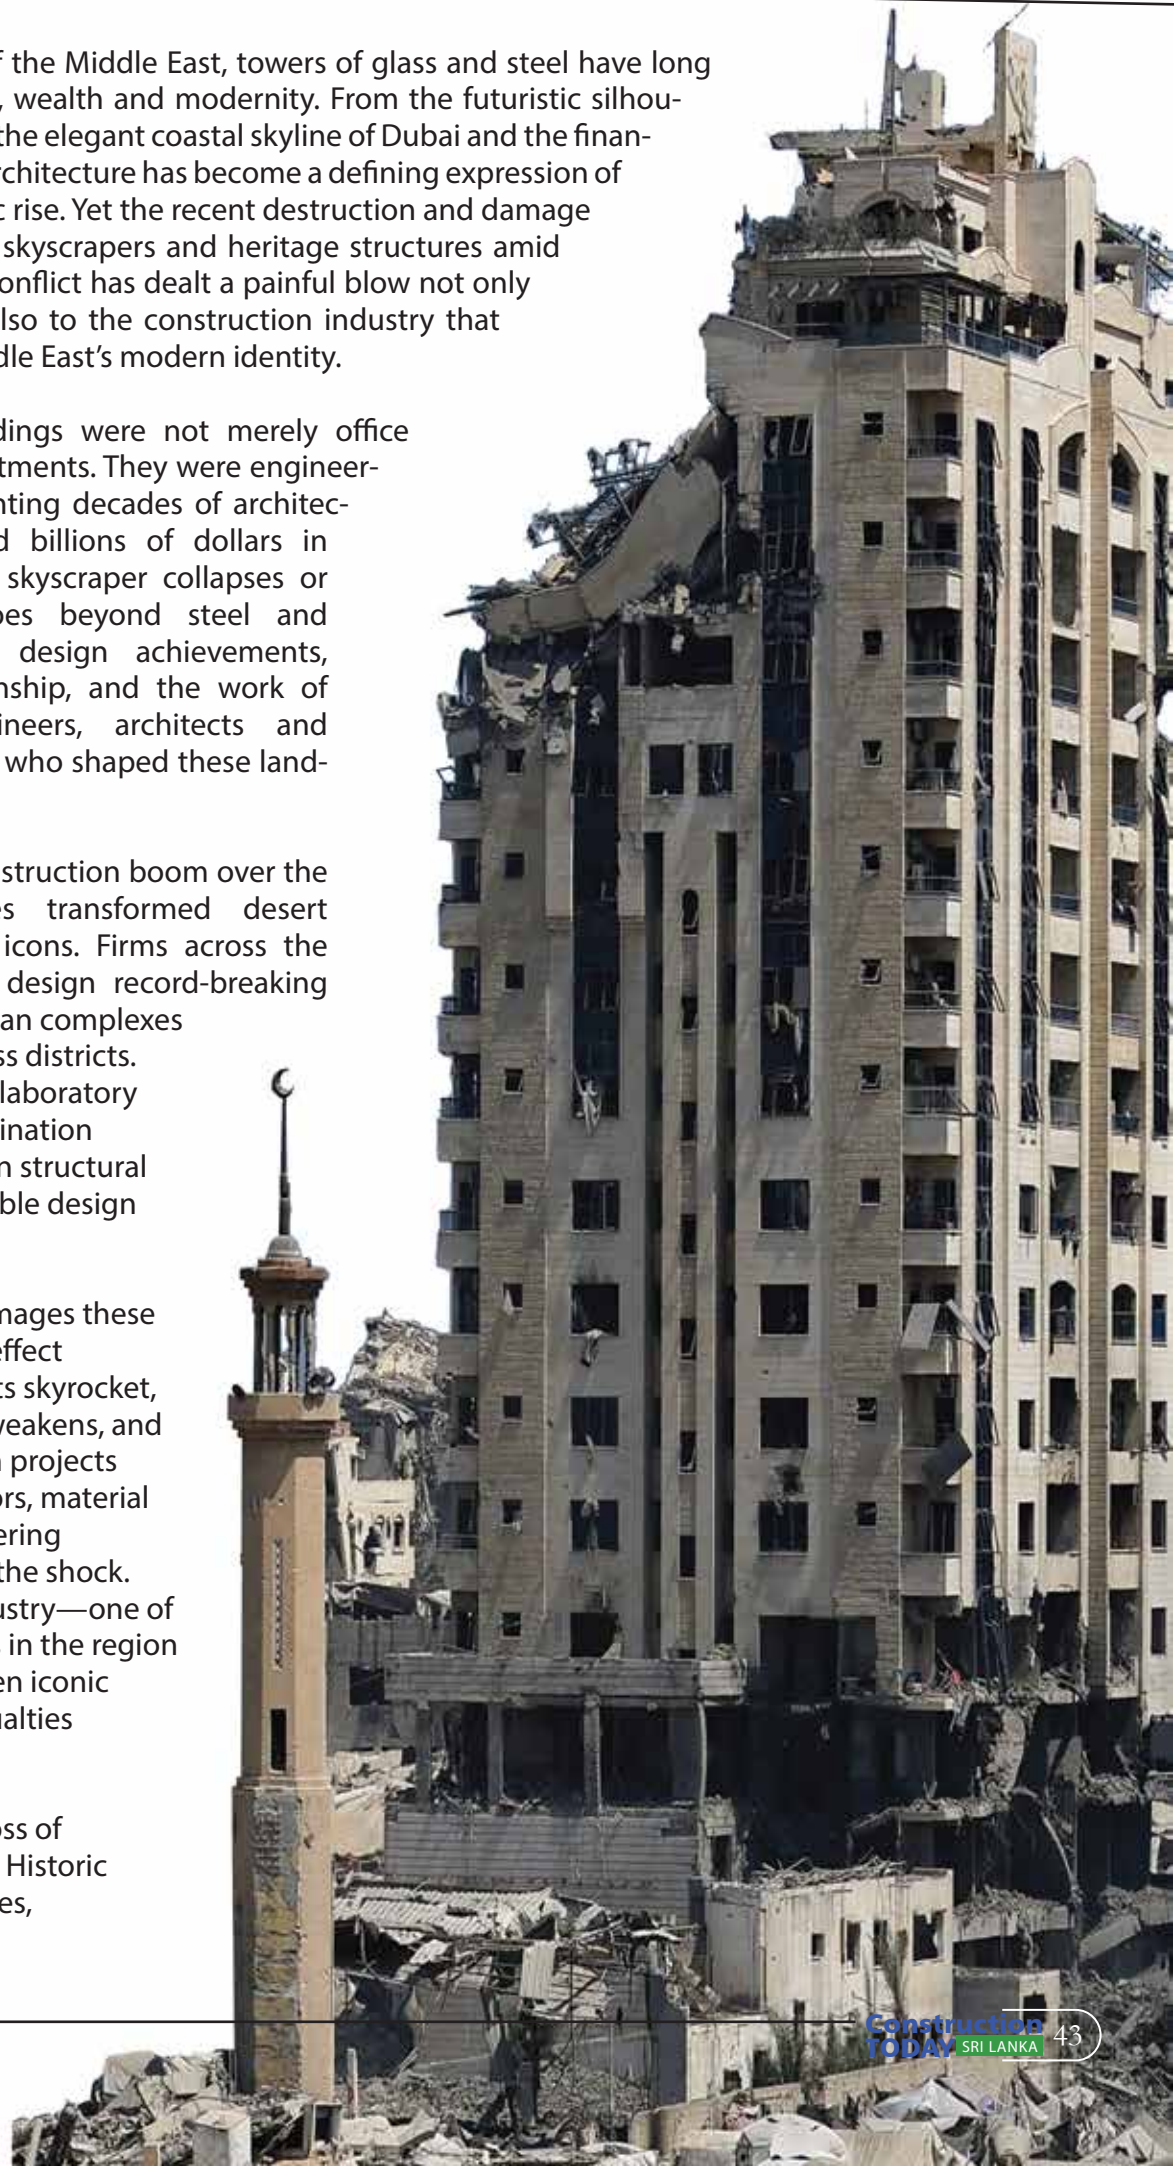 f the Middle East, towers of glass and steel have long
, wealth and modernity. From the futuristic silhou-
the elegant coastal skyline of Dubai and the finan-
rchitecture has become a defining expression of
c rise. Yet the recent destruction and damage
skyscrapers and heritage structures amid
onflict has dealt a painful blow not only
lso to the construction industry that
dle East’s modern identity.
dings were not merely office
tments. They were engineer-
nting decades of architec-
d billions of dollars in
skyscraper collapses or
oes beyond steel and
design achievements,
nship, and the work of
ineers, architects and
who shaped these land-
struction boom over the
es transformed desert
icons. Firms across the
design record-breaking
an complexes
ss districts.
laboratory
ination
n structural
ble design
mages these
effect
ts skyrocket,
weakens, and
n projects
ors, material
ering
the shock.
ustry—one of
s in the region
en iconic
ualties
oss of
Historic
es,
Construction
TODAY SRI LANKA 43